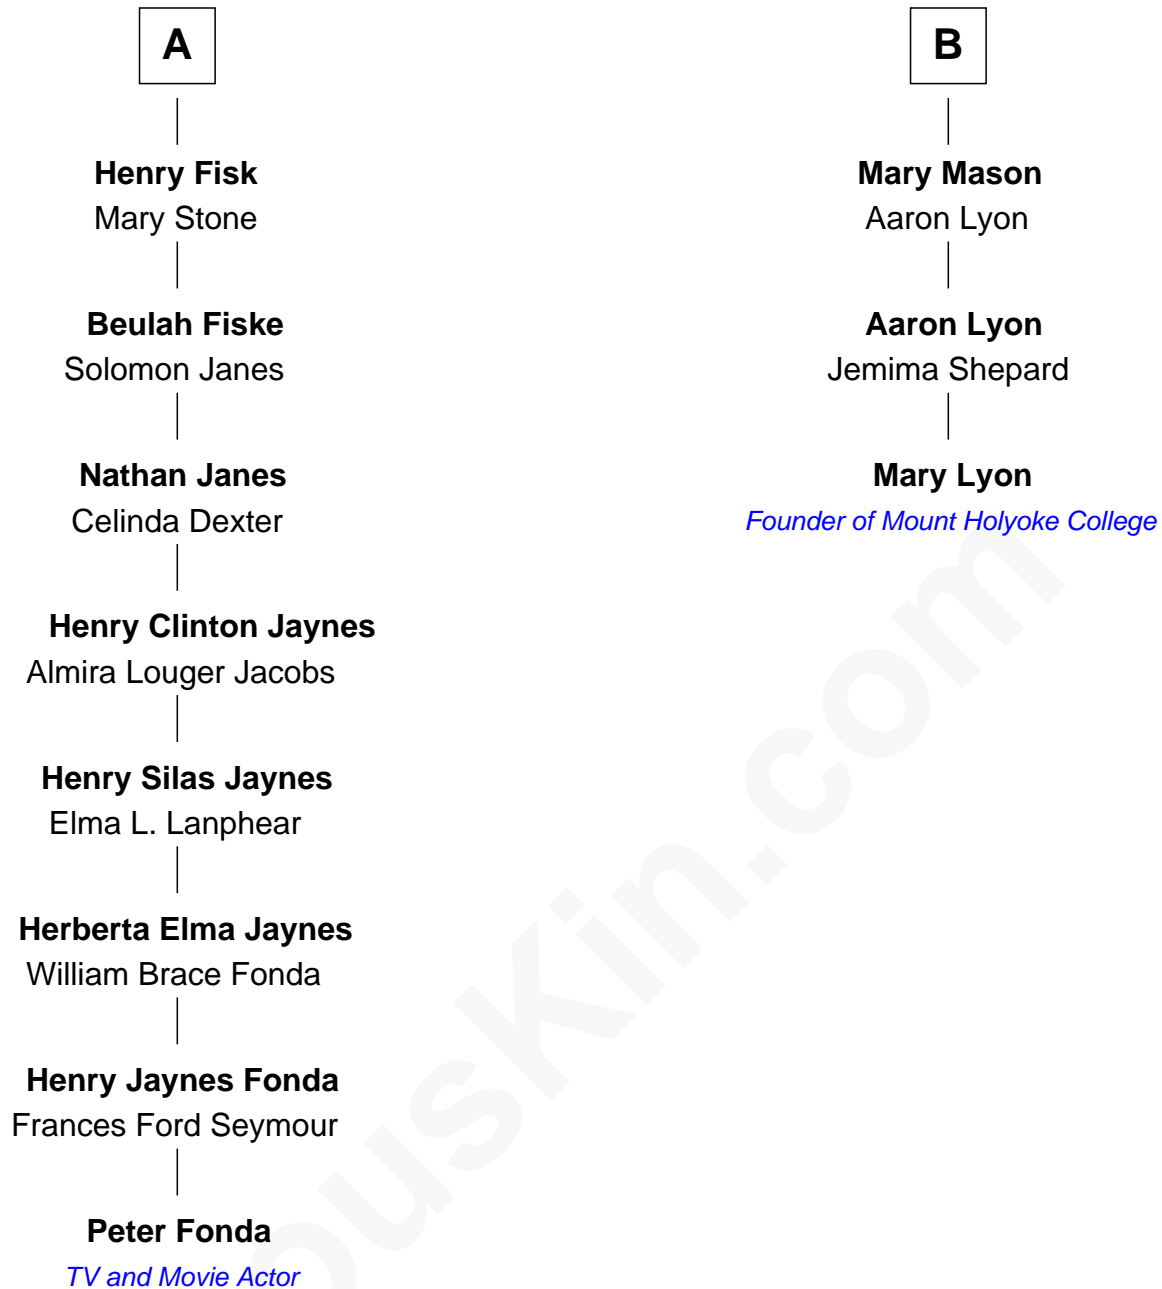 A
Henry Fisk
Mary Stone
Beulah Fiske
Solomon Janes
Nathan Janes
Celinda Dexter
Henry Clinton Jaynes
Almira Louger Jacobs
Henry Silas Jaynes
Elma L. Lanphear
Herberta Elma Jaynes
William Brace Fonda
Henry Jaynes Fonda
Frances Ford Seymour
Peter Fonda
TV and Movie Actor
B
Mary Mason
Aaron Lyon
Aaron Lyon
Jemima Shepard
Mary Lyon
Founder of Mount Holyoke College
ousKin.com